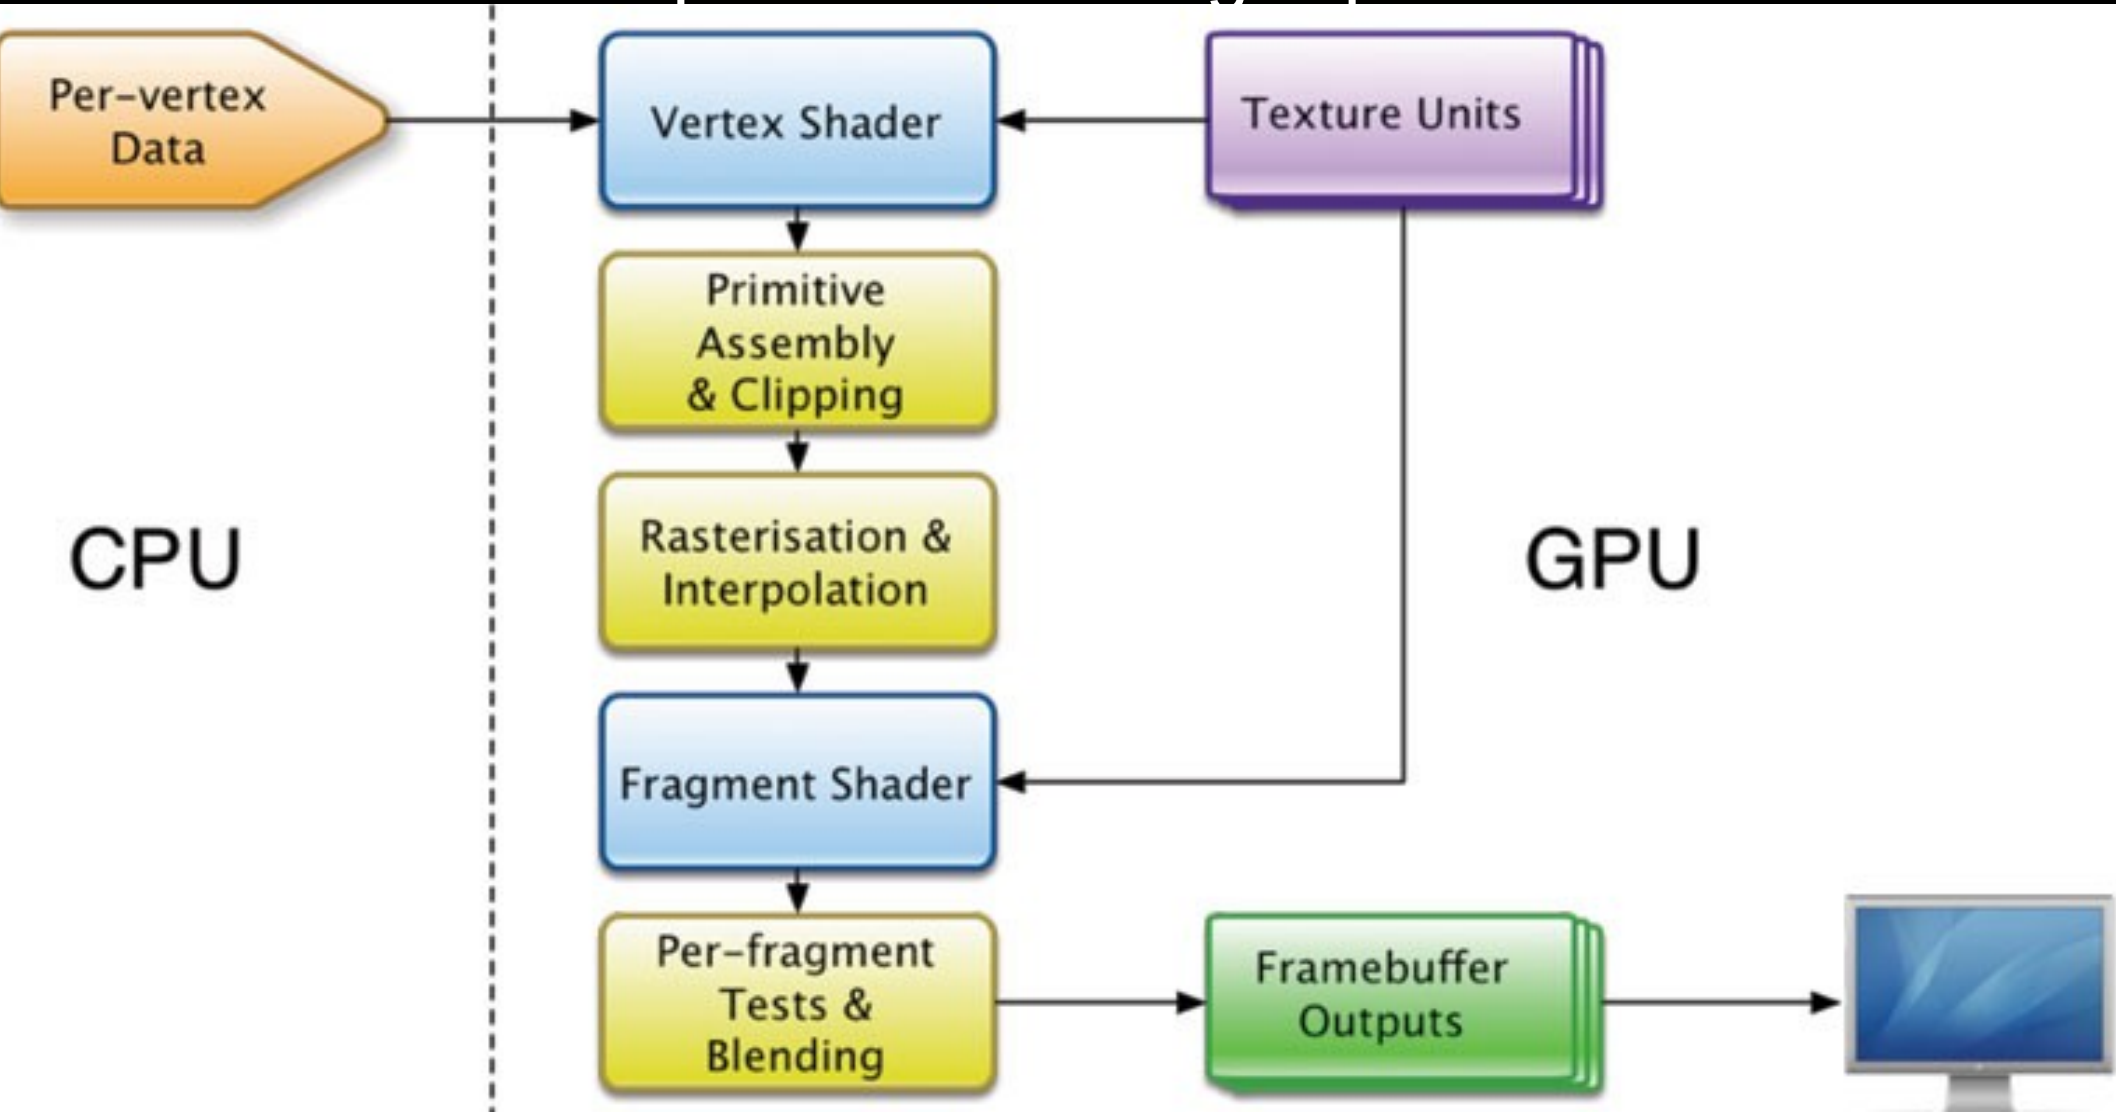 Per-vertex
Data
Vertex Shader
Texture Units
Primitive
Assembly
& Clipping
Rasterisation &
Interpolation
CPU
GPU
Fragment Shader
Per-fragment
Tests &
Blending
Framebuffer
Outputs